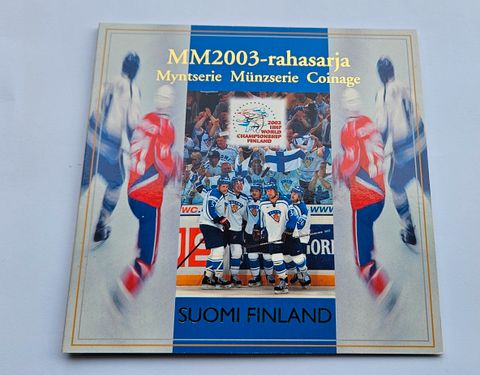 MM2003-rahasarja
Myntserie Münzserie Coinage
2003
IIHF
WORLD
CHAMPIONSHIP
FINLAND
SUOMI FINLAND